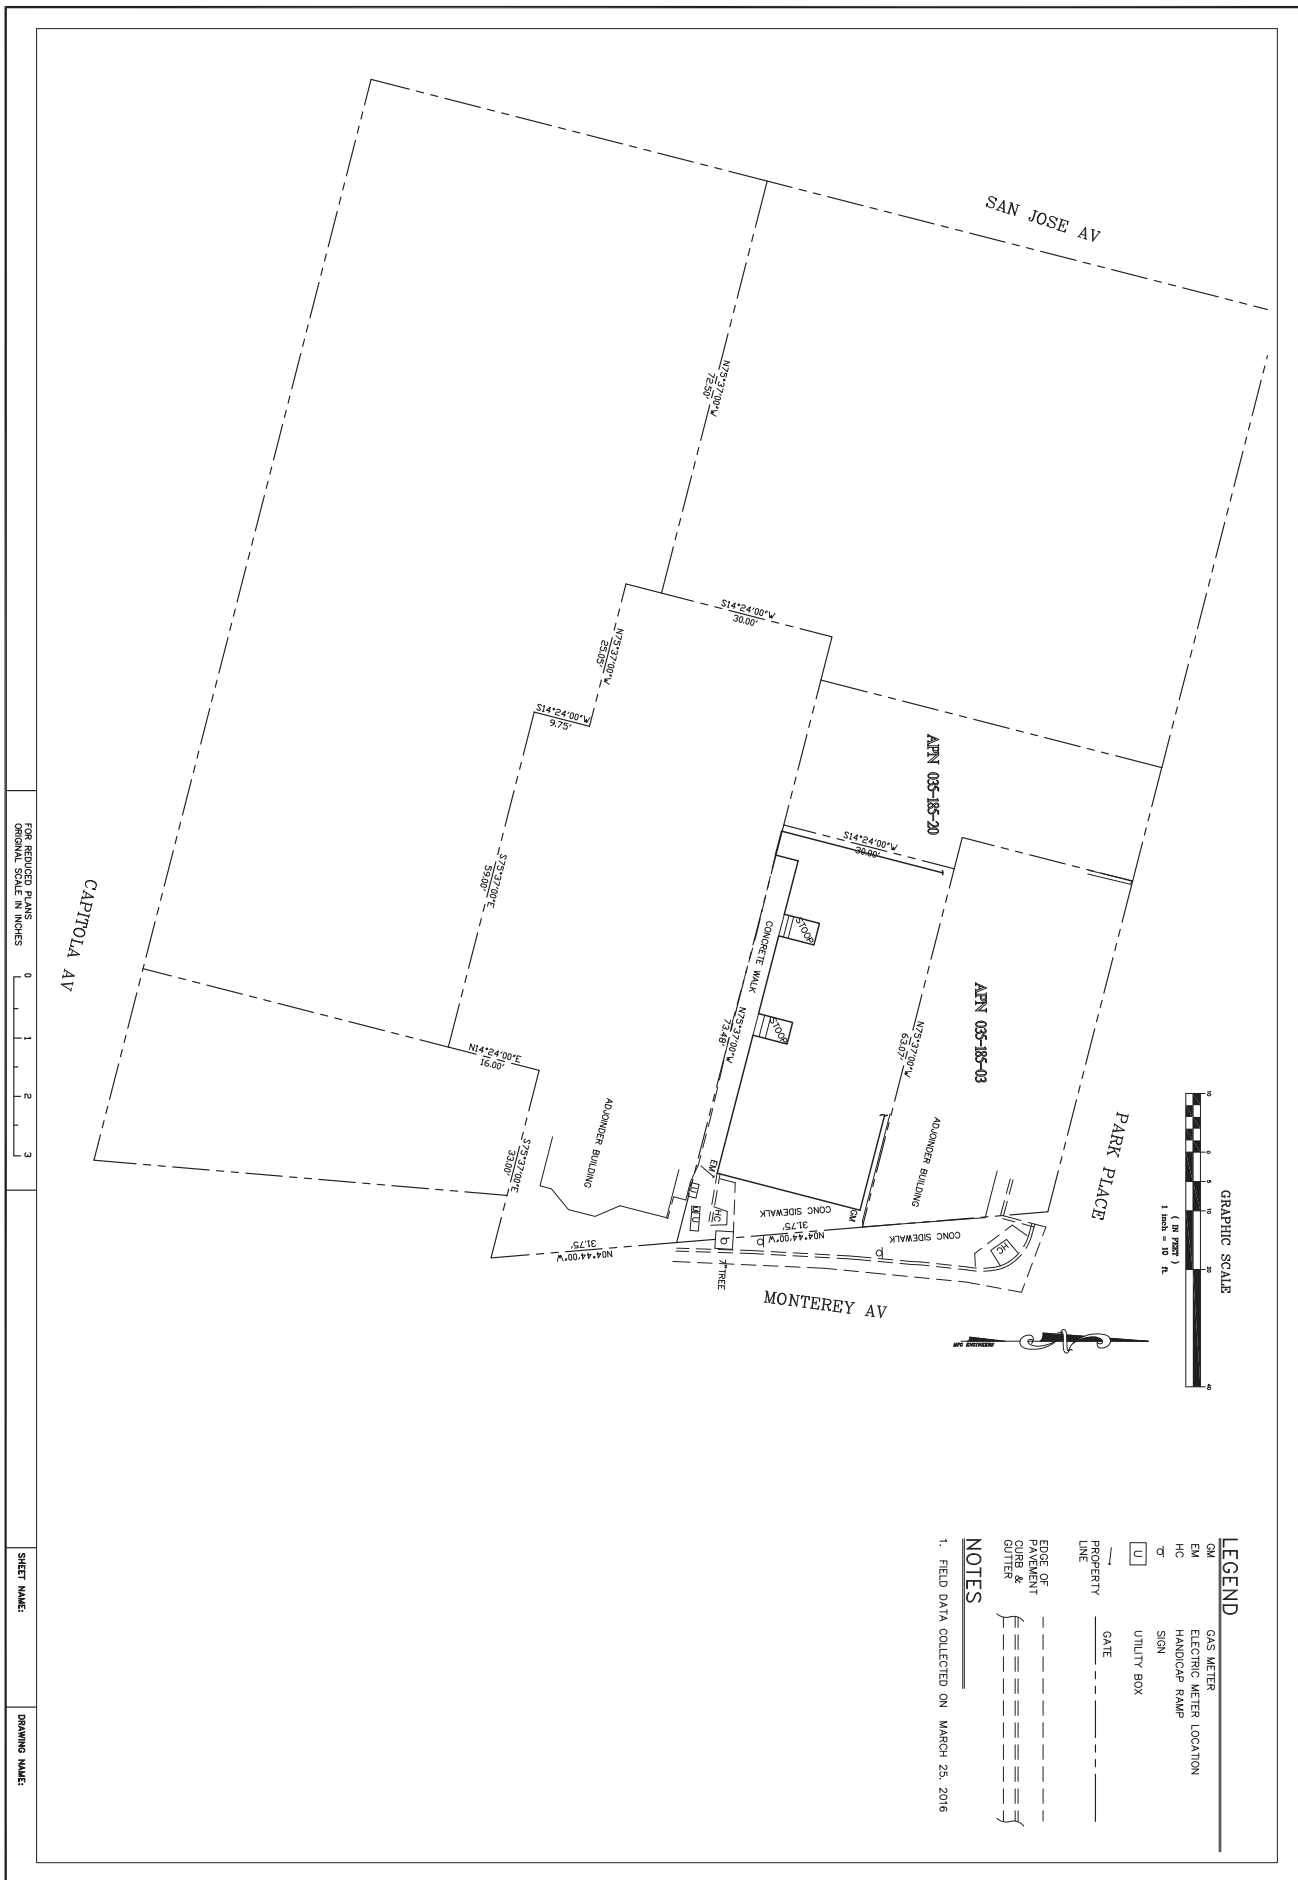 SAN JOSE AV
N75°37'00"W
72.50'
S14°24'00"W
30.00'
N75°37'00"W
25.05'
S14°24'00"W
9.75'
APN 035-185-20
S14°24'00"W
30.00'
S75°37'00"E
59.00'
STOOP
CONCRETE WALK
STOOP
N75°37'00"W
73.48'
APN 035-185-03
N75°37'00"W
63.07'
CAPITOLA AV
N14°24'00"E
16.00'
ADJOINDER BUILDING
ADJOINDER BUILDING
PARK PLACE
S75°37'00"E
33.00'
EM
U
HC
CONC SIDEWALK
GM
N04°44'00"W
31.75'
CONC SIDEWALK
HC
N04°44'00"W
31.75'
7" TREE
MONTEREY AV
GRAPHIC SCALE
10 0 5 10 20 40
( IN FEET )
1 inch = 10 ft.
LEGEND
GM GAS METER
EM ELECTRIC METER LOCATION
HC HANDICAP RAMP
SIGN
U UTILITY BOX
GATE
PROPERTY
LINE
EDGE OF
PAVEMENT
CURB &
GUTTER
NOTES
1. FIELD DATA COLLECTED ON MARCH 25, 2016
FOR REDUCED PLANS
ORIGINAL SCALE IN INCHES
0 1 2 3
SHEET NAME:
DRAWING NAME: